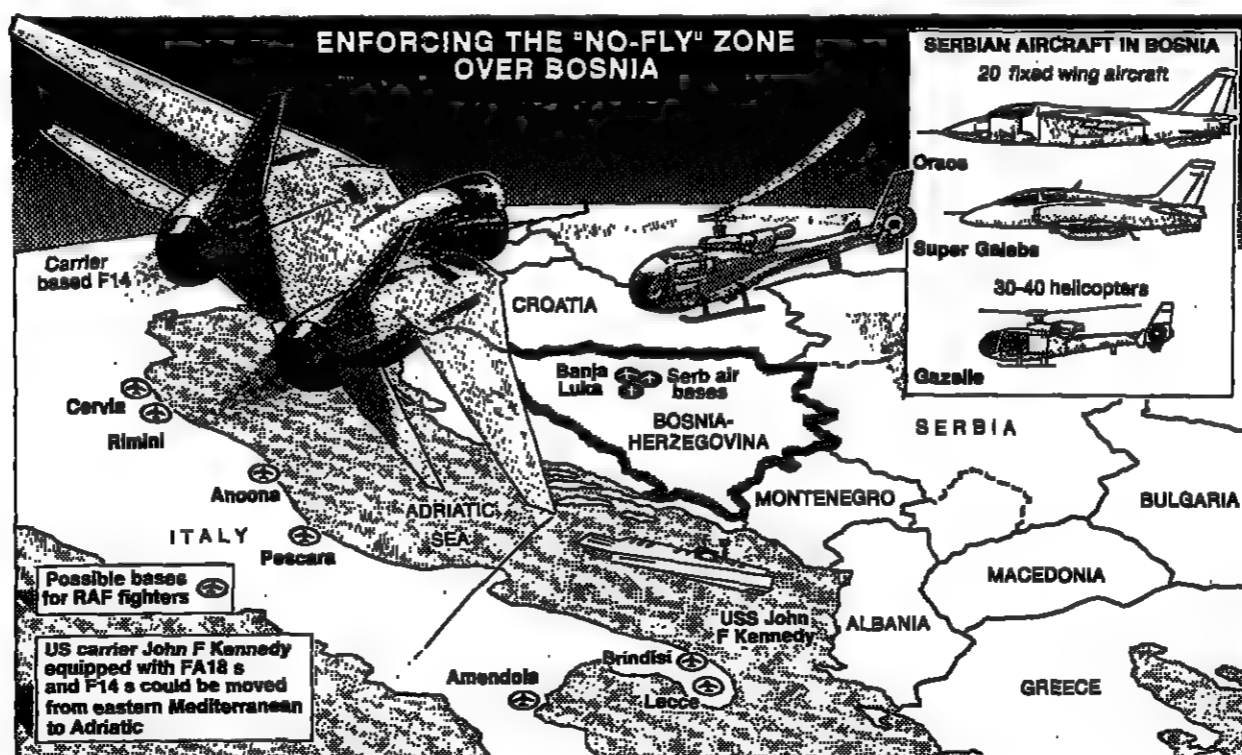 ENFORCING THE "NO-FLY" ZONE
OVER BOSNIA
SERBIAN AIRCRAFT IN BOSNIA
20 fixed wing aircraft
Oraos
Super Galebs
30-40 helicopters
Gazelle
Carrier
based F14
CROATIA
Banja
Luka
Serb air
bases
BOSNIA-
HERZEGOVINA
SERBIA
Cervia
Rimini
Ancona
ITALY
Pescara
ADRIATIC
SEA
MONTENEGRO
BULGARIA
MACEDONIA
ALBANIA
GREECE
USS John
F Kennedy
Brindisi
Lecce
Amendola
Possible bases
for RAF fighters
US carrier John F Kennedy
equipped with FA18 s
and F14 s could be moved
from eastern Mediterranean
to Adriatic